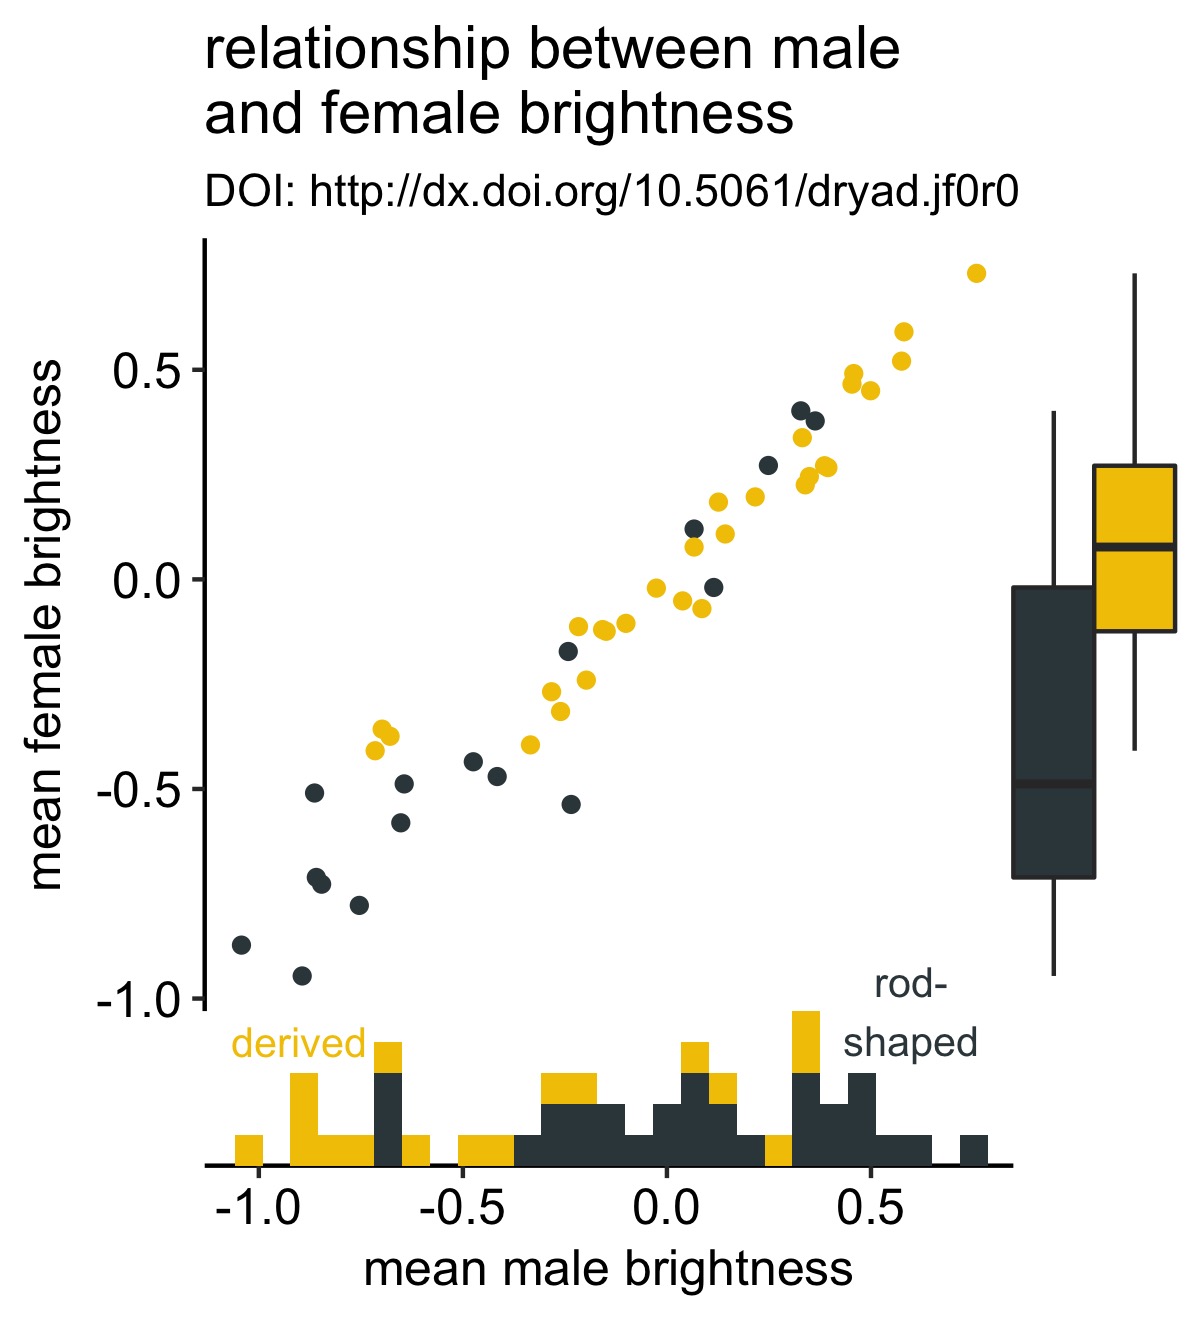 relationship between male
and female brightness
DOI: http://dx.doi.org/10.5061/dryad.jf0r0
mean female brightness
0.5
0.0
-0.5
-1.0
derived
rod-
shaped
-1.0 -0.5 0.0 0.5
mean male brightness